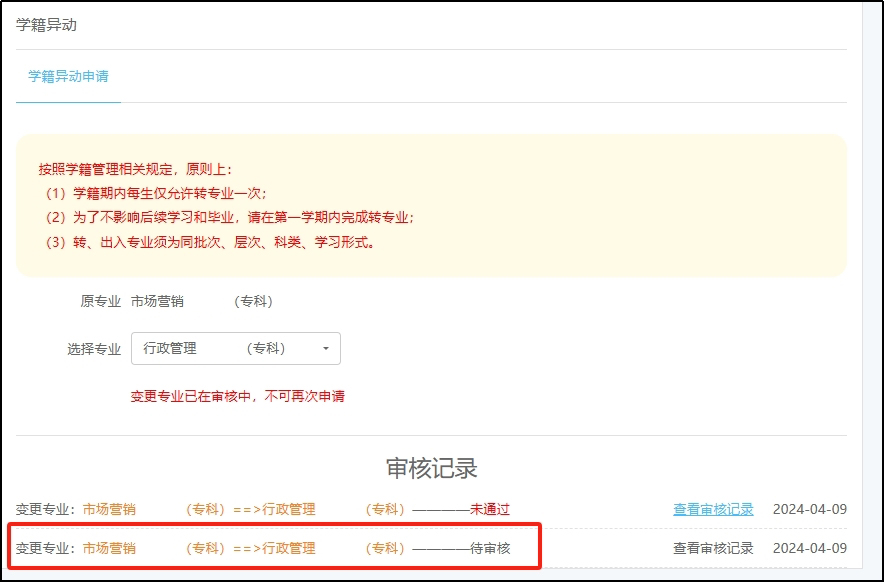 学籍异动
学籍异动申请
按照学籍管理相关规定，原则上：
（1）学籍期内每生仅允许转专业一次；
（2）为了不影响后续学习和毕业，请在第一学期内完成转专业；
（3）转、出入专业须为同批次、层次、科类、学习形式。
原专业 市场营销 （专科）
选择专业 行政管理 （专科）
变更专业已在审核中，不可再次申请
审核记录
变更专业：市场营销 （专科）==>行政管理 （专科）————未通过 查看审核记录 2024-04-09
变更专业：市场营销 （专科）==>行政管理 （专科）————待审核 查看审核记录 2024-04-09